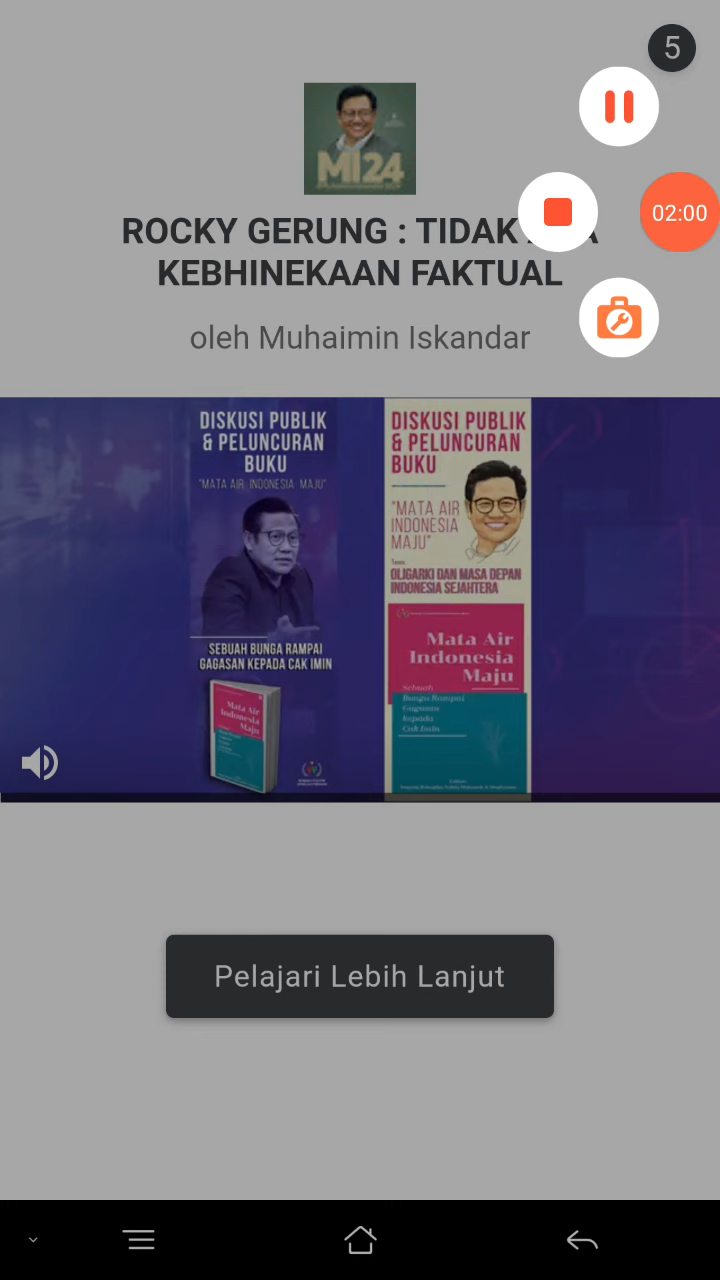 5
MI24
02:00
ROCKY GERUNG : TIDAK
KEBHINEKAAN FAKTUAL
oleh Muhaimin Iskandar
DISKUSI PUBLIK
& PELUNCURAN
BUKU
"MATA AIR INDONESIA MAJU"
SEBUAH BUNGA RAMPAI
GAGASAN KEPADA CAK IMIN
Mata Air
Indonesia
Maju
DISKUSI PUBLIK
& PELUNCURAN
BUKU
"MATA AIR
INDONESIA
MAJU"
Tema:
OLIGARKI DAN MASA DEPAN
INDONESIA SEJAHTERA
Mata Air
Indonesia
Maju
Sebuah
Bunga Rampai
Gagasan
kepada
Cak Imin
Pelajari Lebih Lanjut